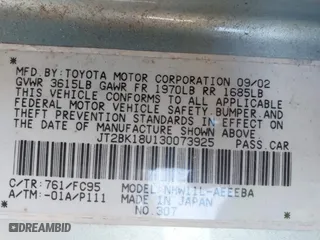 MFD.BY:TOYOTA MOTOR CORPORATION 09/02
GVWR 3615LB GAWR FR 1970LB RR 1685LB
THIS VEHICLE CONFORMS TO ALL APPLICABLE
FEDERAL MOTOR VEHICLE SAFETY,BUMPER,AND
THEFT PREVENTION STANDARDS IN EFFECT ON
THE DATE OF MANUFACTURE SHOWN ABOVE.
JT2BK18U130073925 PASS.CAR
C/TR:761/FC95 MODEL:NHW11L-AEEEBA
A/TM:-01A/P111 MADE IN JAPAN
NO.307
© CARFAST